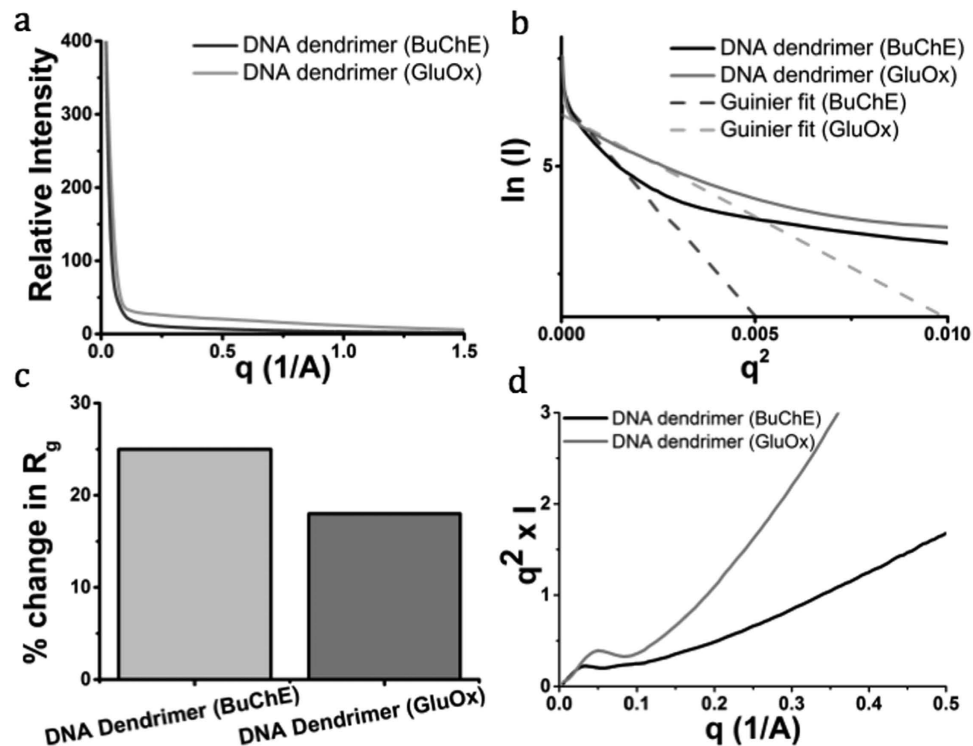 a
400
300
200
100
0
Relative Intensity
DNA dendrimer (BuChE)
DNA dendrimer (GluOx)
0.0
0.5
1.0
1.5
q (1/A)
b
DNA dendrimer (BuChE)
DNA dendrimer (GluOx)
Guinier fit (BuChE)
Guinier fit (GluOx)
5
ln (I)
0.000
0.005
0.010
q²
c
30
20
10
0
% change in Rg
DNA Dendrimer (BuChE)
DNA Dendrimer (GluOx)
d
3
2
1
0
q² x I
DNA dendrimer (BuChE)
DNA dendrimer (GluOx)
0.0
0.1
0.2
0.3
0.4
0.5
q (1/A)